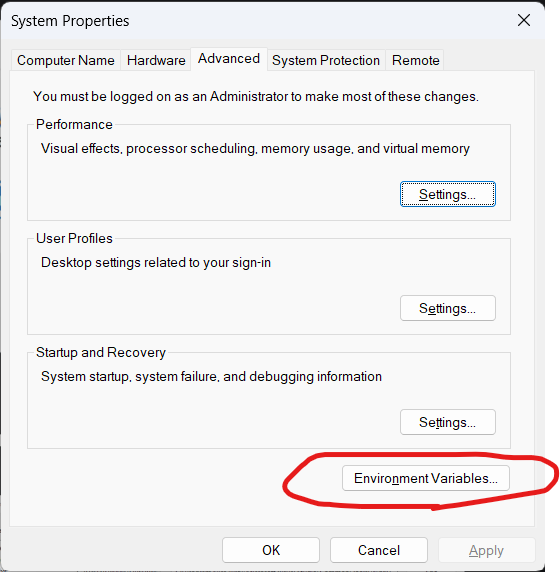 System Properties
Computer Name Hardware Advanced System Protection Remote
You must be logged on as an Administrator to make most of these changes.
Performance
Visual effects, processor scheduling, memory usage, and virtual memory
Settings...
User Profiles
Desktop settings related to your sign-in
Settings...
Startup and Recovery
System startup, system failure, and debugging information
Settings...
Environment Variables...
OK Cancel Apply